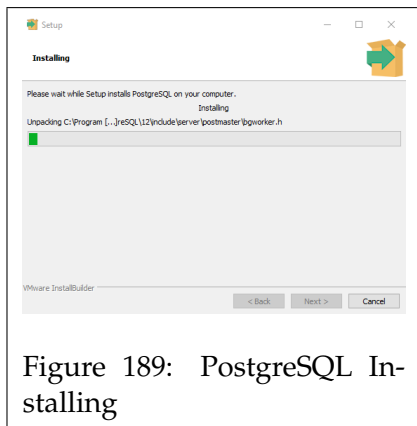 Setup
Installing
Please wait while Setup installs PostgreSQL on your computer.
Installing
Unpacking C:\Program [...]reSQL\12\include\server\postmaster\bgworker.h
VMware InstallBuilder
< Back Next > Cancel
Figure 189: PostgreSQL In-
stalling